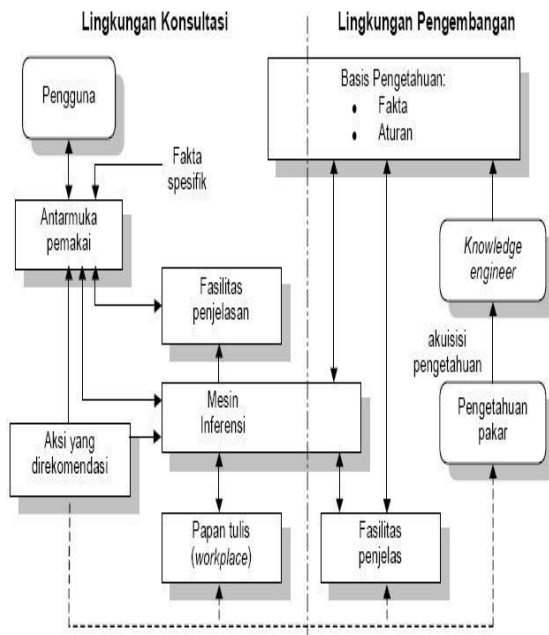 Lingkungan Konsultasi
Lingkungan Pengembangan
Pengguna
Basis Pengetahuan:
• Fakta
• Aturan
Fakta
spesifik
Antarmuka
pemakai
Knowledge
engineer
Fasilitas
penjelasan
akuisisi
pengetahuan
Mesin
Inferensi
Pengetahuan
pakar
Aksi yang
direkomendasi
Papan tulis
(workplace)
Fasilitas
penjelas